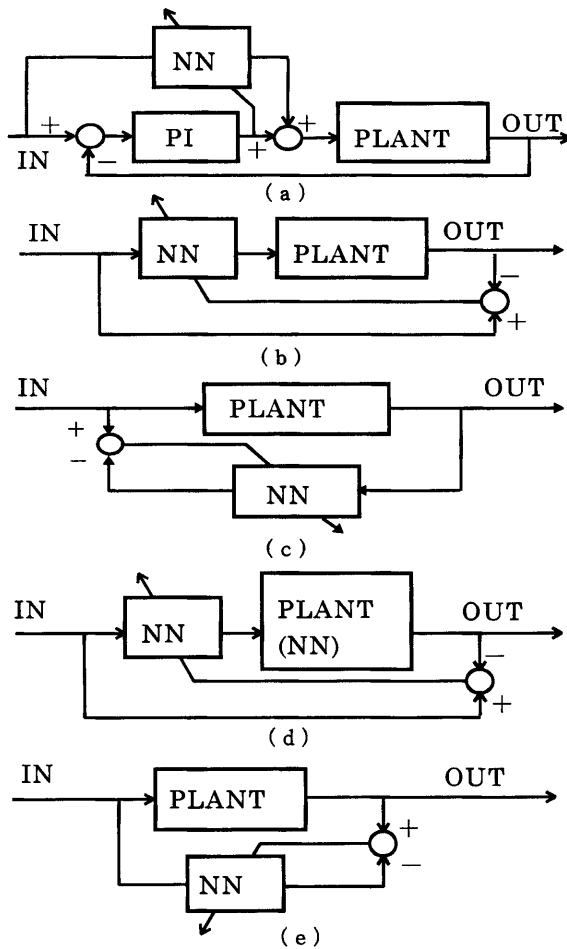 NN
+ + +
PI PLANT OUT
IN − 
(a)
IN OUT
NN PLANT
−
+
(b)
IN OUT
PLANT
+
−
NN
(c)
IN PLANT OUT
NN (NN)
−
+
(d)
IN OUT
PLANT
+
−
NN
(e)